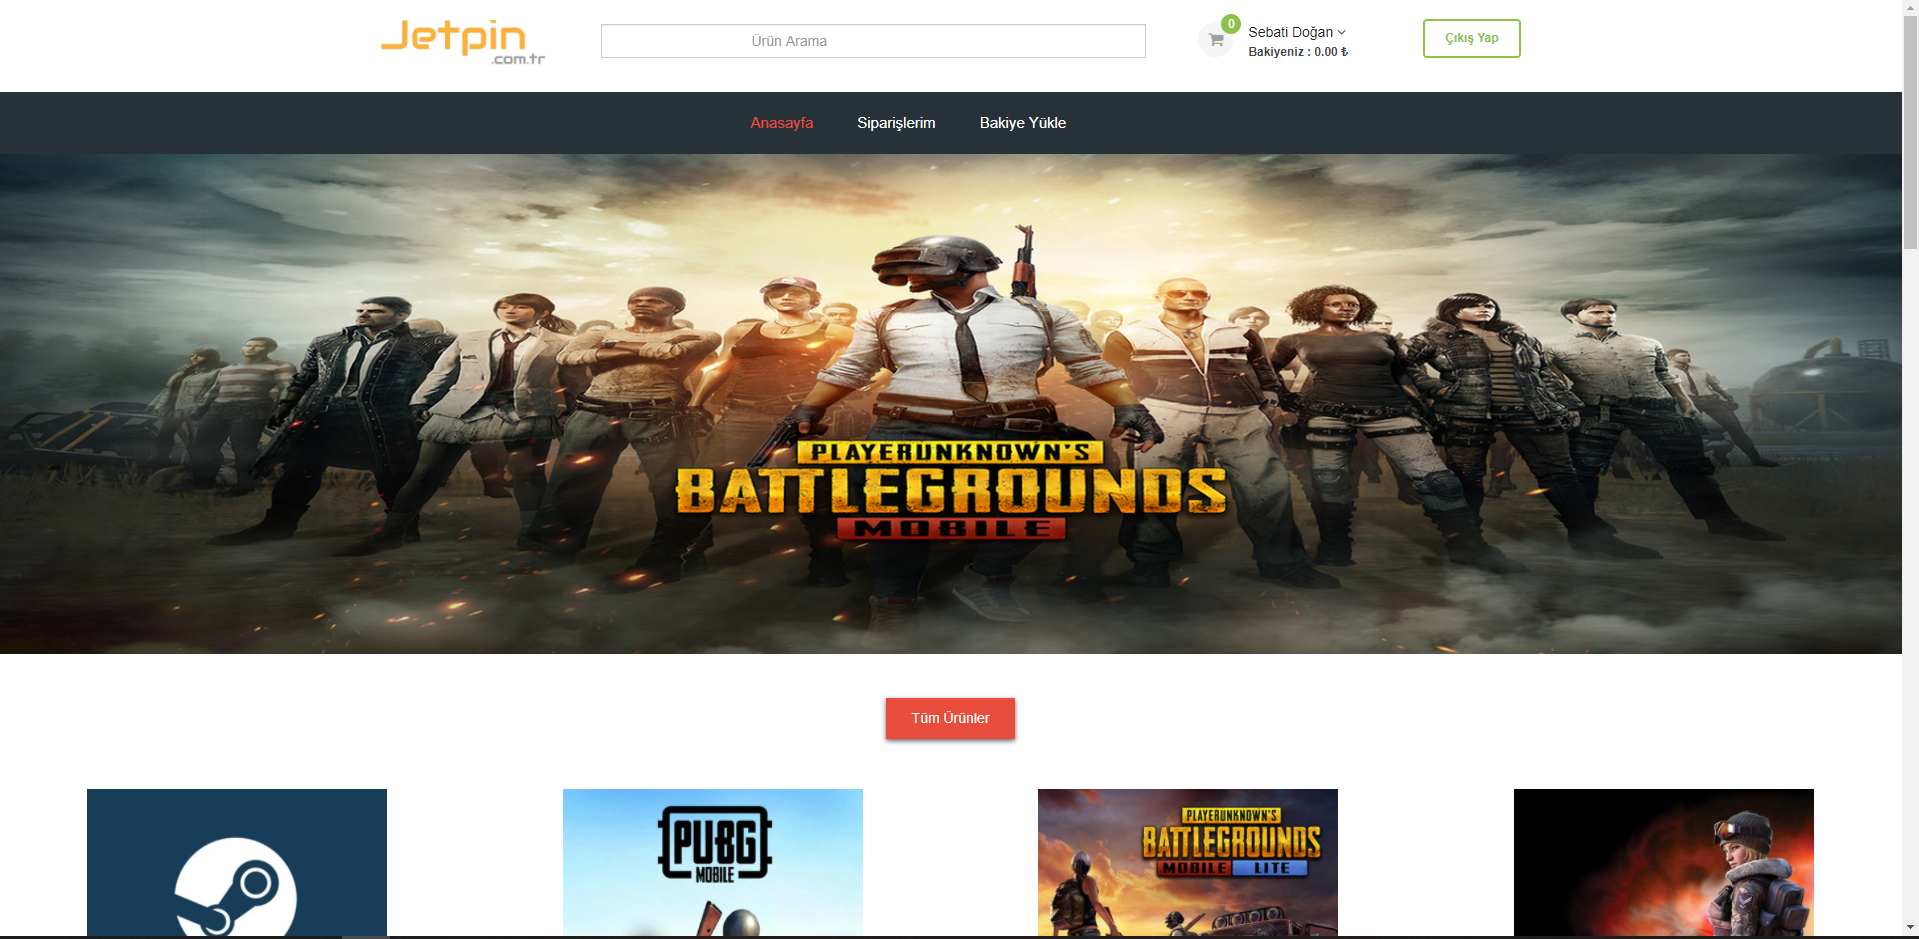 Jetpin
.com.tr
Ürün Arama
0
Sebati Doğan
Bakiyeniz : 0.00 ₺
Çıkış Yap
Anasayfa
Siparişlerim
Bakiye Yükle
PLAYERUNKNOWN'S
BATTLEGROUNDS
MOBILE
Tüm Ürünler
PUBG
MOBILE
PLAYERUNKNOWN'S
BATTLEGROUNDS
MOBILE LITE